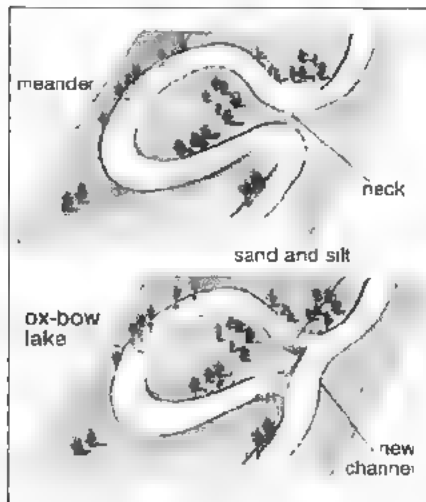 meander
neck
sand and silt
ox-bow
lake
new
channel